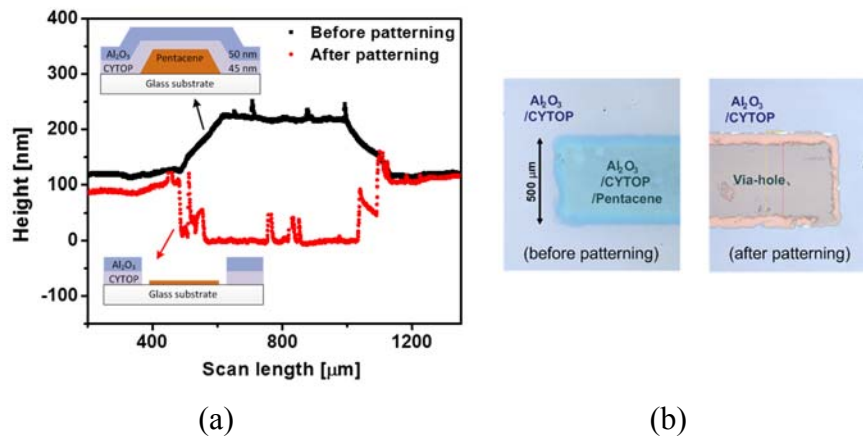 400
300
200
100
0
-100
Height [nm]
400
800
1200
Scan length [μm]
Before patterning
After patterning
Al₂O₃
CYTOP
Pentacene
50 nm
45 nm
Glass substrate
Al₂O₃
CYTOP
Glass substrate
(a)
Al₂O₃
/CYTOP
500 μm
Al₂O₃
/CYTOP
/Pentacene
(before patterning)
Al₂O₃
/CYTOP
Via-hole、
(after patterning)
(b)